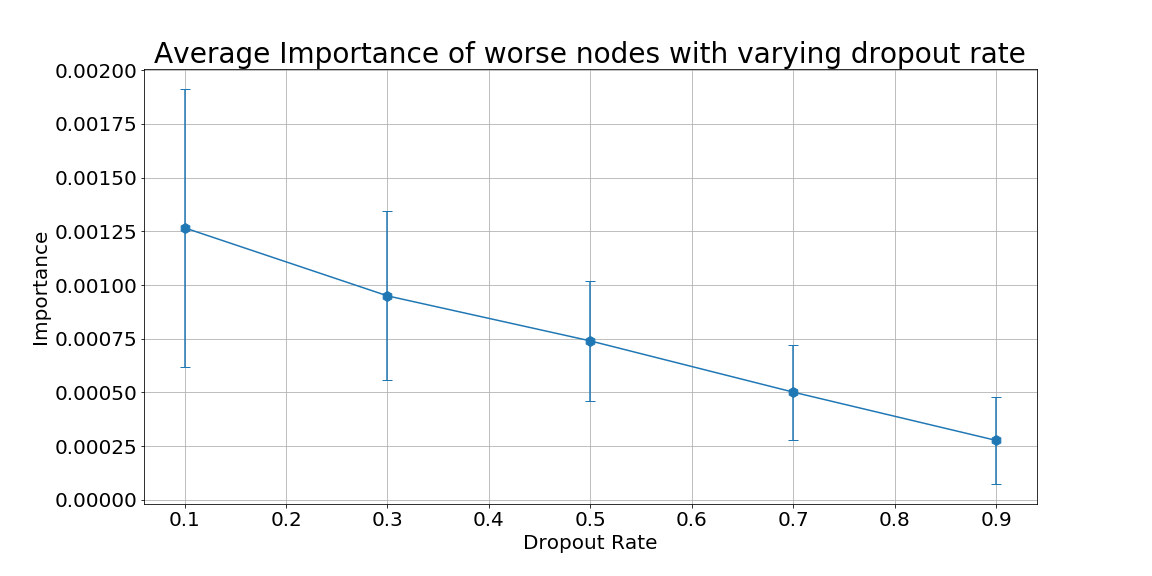 Average Importance of worse nodes with varying dropout rate
0.00200
0.00175
0.00150
0.00125
0.00100
0.00075
0.00050
0.00025
0.00000
Importance
0.1 0.2 0.3 0.4 0.5 0.6 0.7 0.8 0.9
Dropout Rate